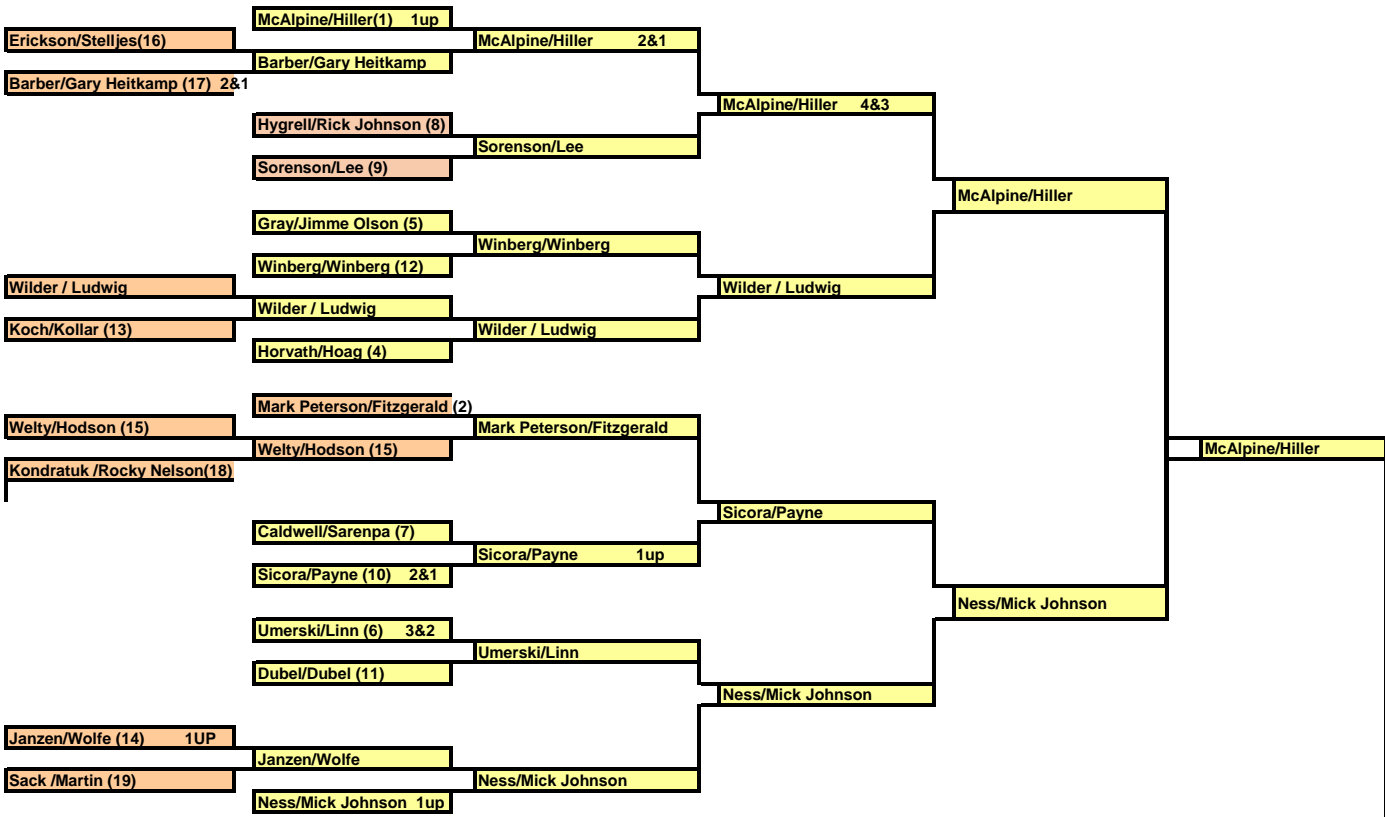 McAlpine/Hiller(1) 1up
Erickson/Stelljes(16)
McAlpine/Hiller 2&1
Barber/Gary Heitkamp
Barber/Gary Heitkamp (17) 2&1
McAlpine/Hiller 4&3
Hygrell/Rick Johnson (8)
Sorenson/Lee
Sorenson/Lee (9)
McAlpine/Hiller
Gray/Jimme Olson (5)
Winberg/Winberg
Winberg/Winberg (12)
Wilder / Ludwig
Wilder / Ludwig
Wilder / Ludwig
Koch/Kollar (13)
Wilder / Ludwig
Horvath/Hoag (4)
Mark Peterson/Fitzgerald (2)
Welty/Hodson (15)
Mark Peterson/Fitzgerald
Welty/Hodson (15)
McAlpine/Hiller
Kondratuk /Rocky Nelson(18)
Sicora/Payne
Caldwell/Sarenpa (7)
Sicora/Payne 1up
Sicora/Payne (10) 2&1
Ness/Mick Johnson
Umerski/Linn (6) 3&2
Umerski/Linn
Dubel/Dubel (11)
Ness/Mick Johnson
Janzen/Wolfe (14) 1UP
Janzen/Wolfe
Sack /Martin (19)
Ness/Mick Johnson
Ness/Mick Johnson 1up